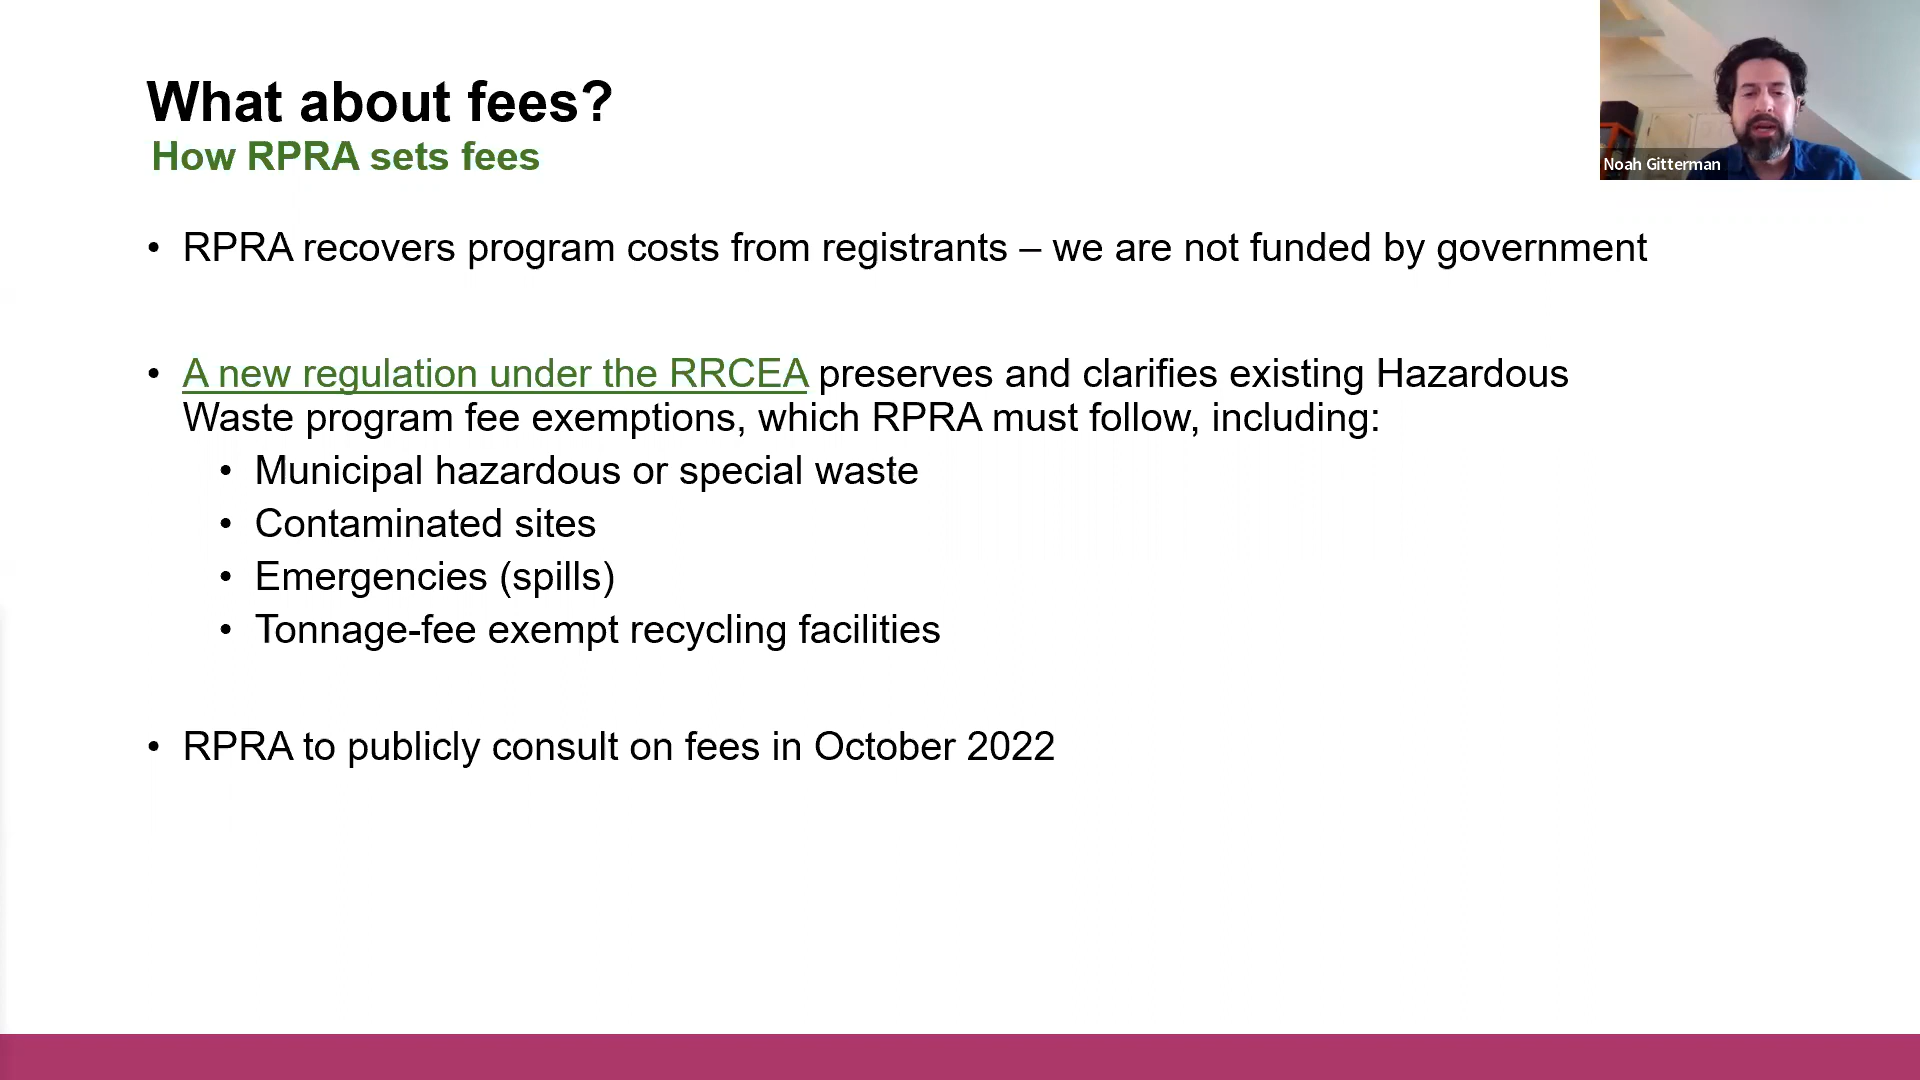 What about fees?
How RPRA sets fees
Noah Gitterman
• RPRA recovers program costs from registrants – we are not funded by government
• A new regulation under the RRCEA preserves and clarifies existing Hazardous
Waste program fee exemptions, which RPRA must follow, including:
• Municipal hazardous or special waste
• Contaminated sites
• Emergencies (spills)
• Tonnage-fee exempt recycling facilities
• RPRA to publicly consult on fees in October 2022